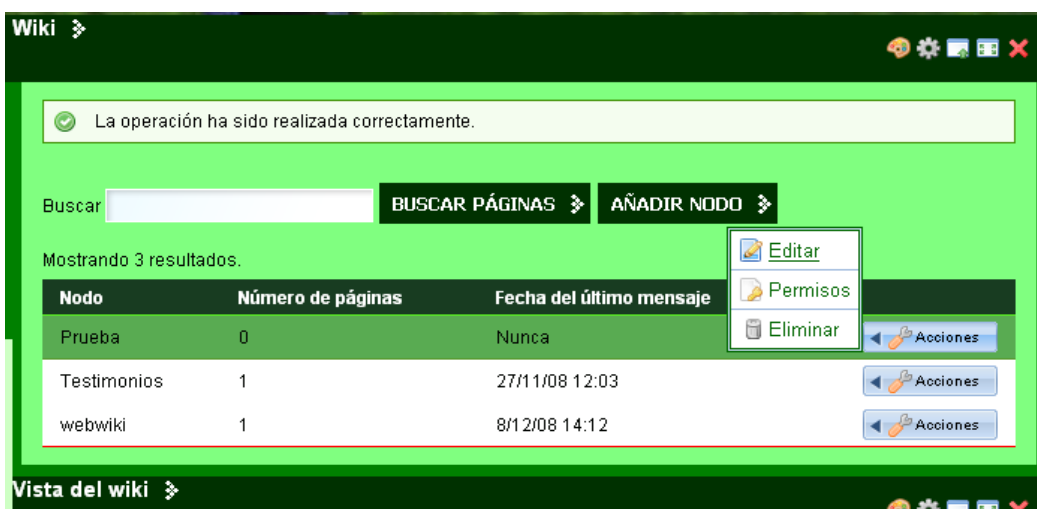 Wiki
La operación ha sido realizada correctamente.
Buscar BUSCAR PÁGINAS AÑADIR NODO
Mostrando 3 resultados.
Editar
Permisos
Eliminar
Nodo Número de páginas Fecha del último mensaje
Prueba 0 Nunca Acciones
Testimonios 1 27/11/08 12:03 Acciones
webwiki 1 8/12/08 14:12 Acciones
Vista del wiki